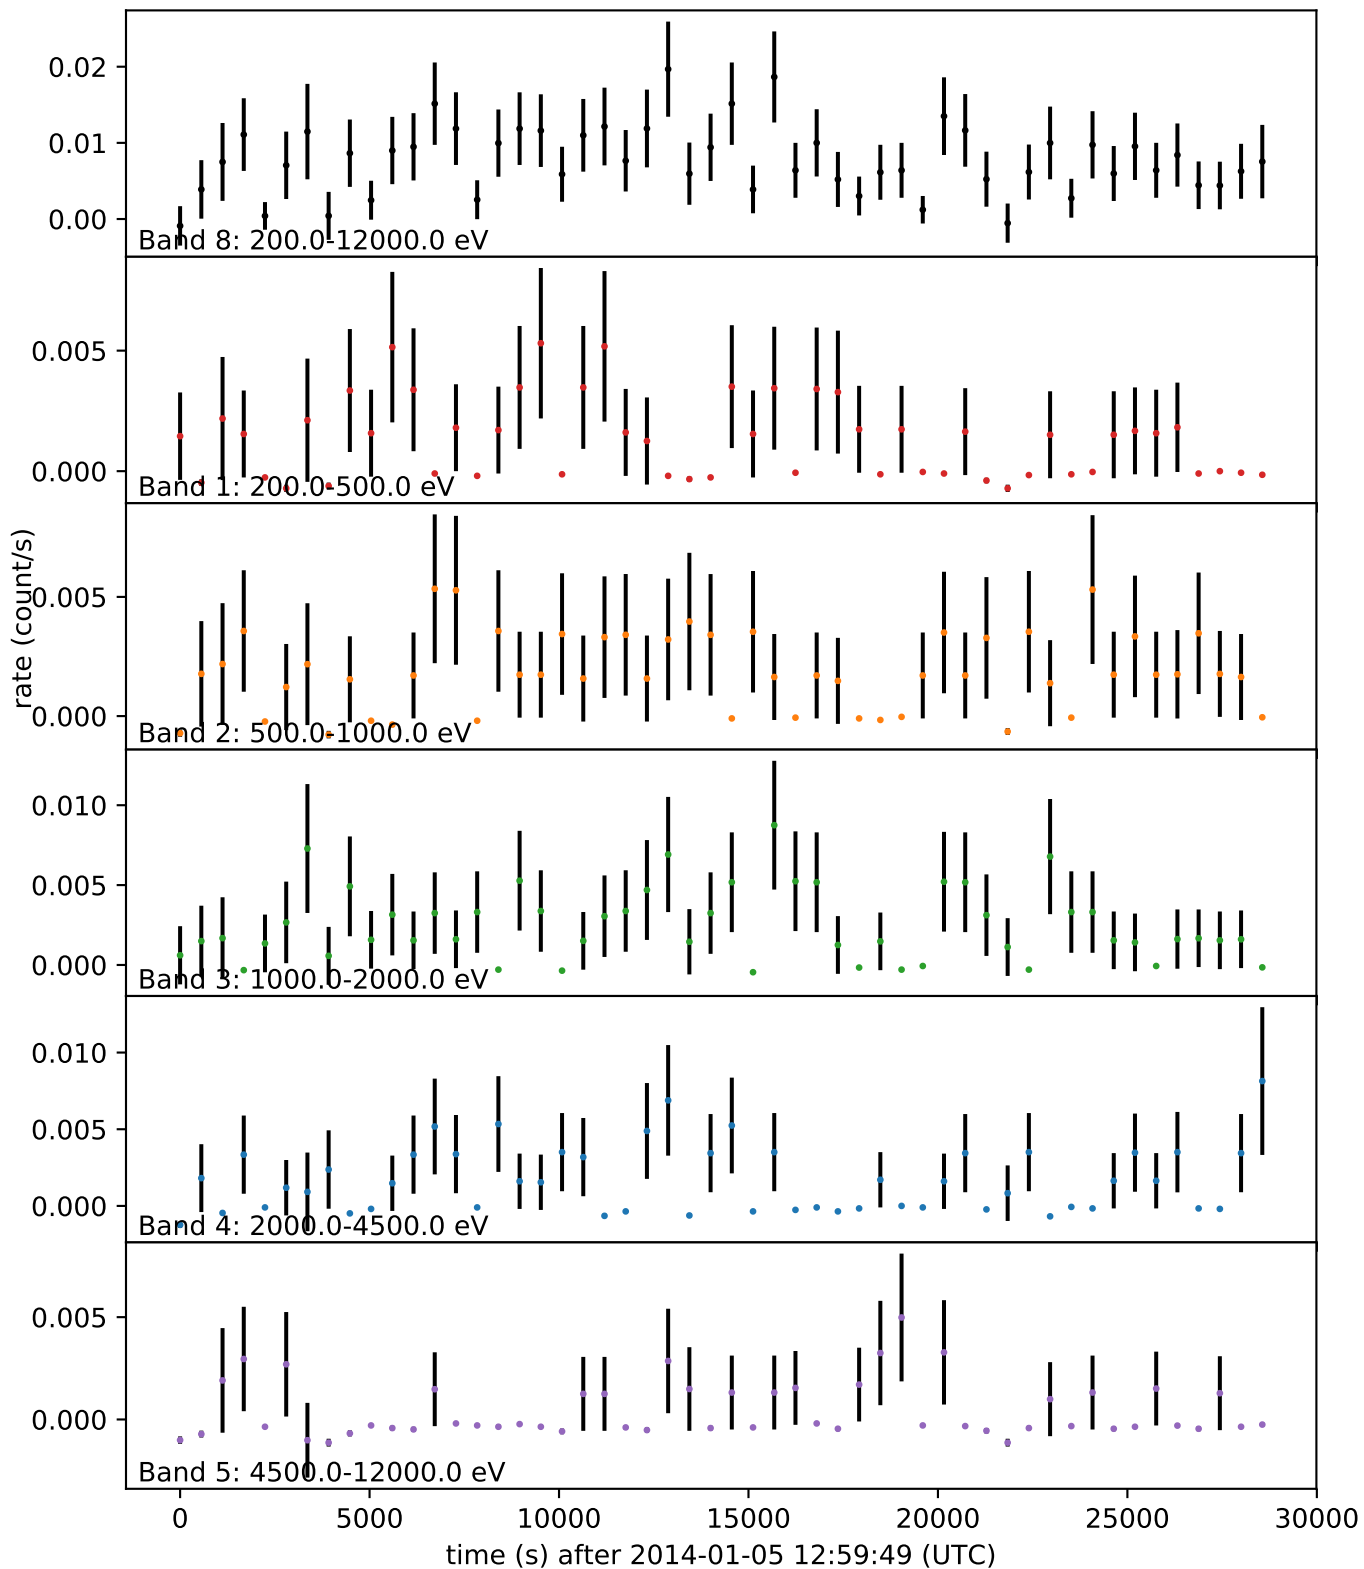 0.02
0.01
0.00
Band 8: 200.0-12000.0 eV
0.005
0.000
Band 1: 200.0-500.0 eV
rate (count/s)
0.005
0.000
Band 2: 500.0-1000.0 eV
0.010
0.005
0.000
Band 3: 1000.0-2000.0 eV
0.010
0.005
0.000
Band 4: 2000.0-4500.0 eV
0.005
0.000
Band 5: 4500.0-12000.0 eV
0 5000 10000 15000 20000 25000 30000
time (s) after 2014-01-05 12:59:49 (UTC)